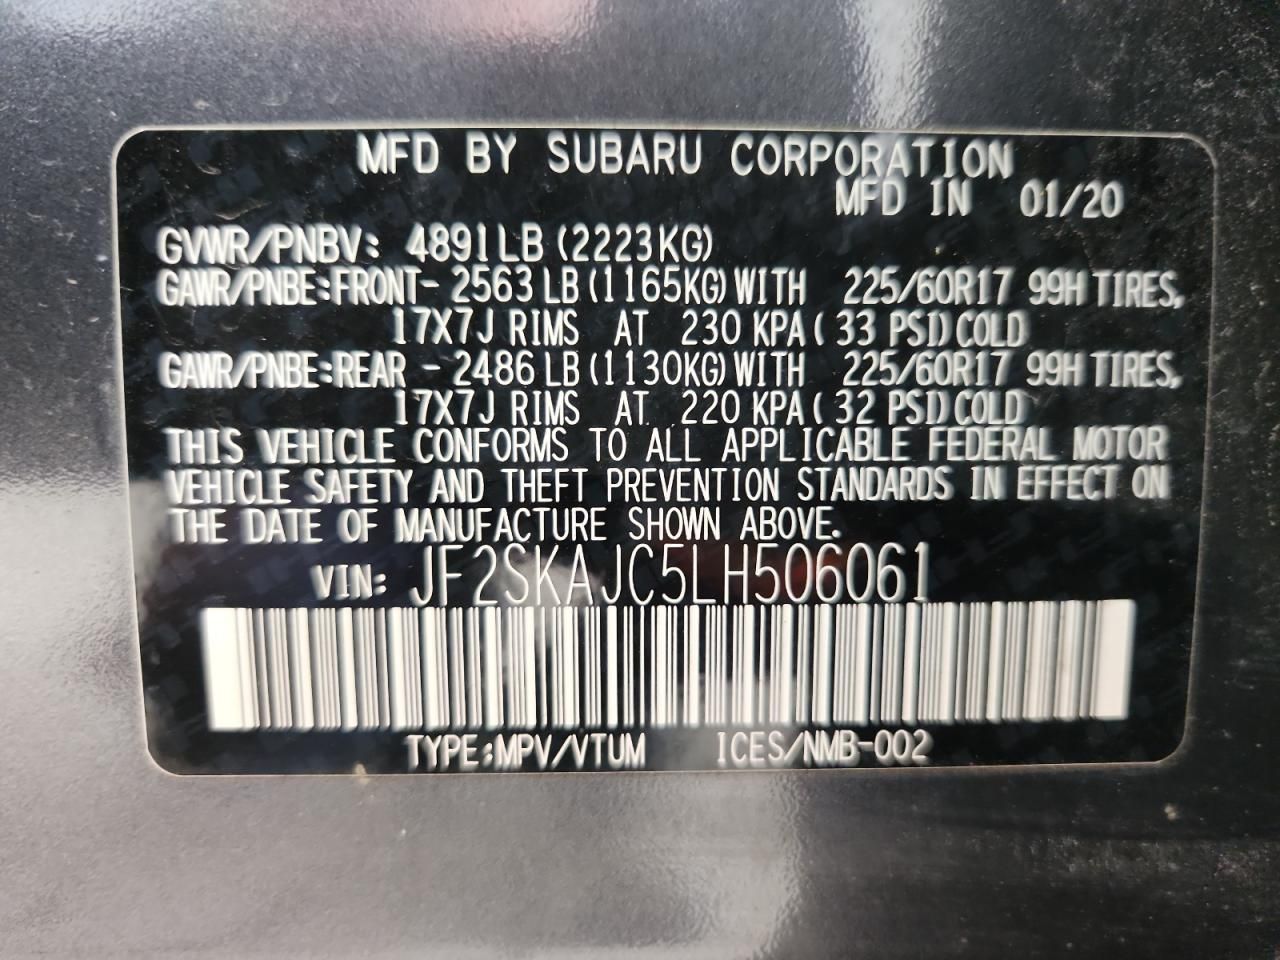 MFD BY SUBARU CORPORATION
MFD IN 01/20
GVWR/PNBV: 4891LB (2223KG)
GAWR/PNBE:FRONT- 2563 LB (1165KG) WITH 225/60R17 99H TIRES,
17X7J RIMS AT 230 KPA ( 33 PSI) COLD
GAWR/PNBE:REAR - 2486 LB (1130KG) WITH 225/60R17 99H TIRES,
17X7J RIMS AT 220 KPA ( 32 PSI) COLD
THIS VEHICLE CONFORMS TO ALL APPLICABLE FEDERAL MOTOR
VEHICLE SAFETY AND THEFT PREVENTION STANDARDS IN EFFECT ON
THE DATE OF MANUFACTURE SHOWN ABOVE.
VIN: JF2SKAJC5LH506061
TYPE:MPV/VTUM ICES/NMB-002